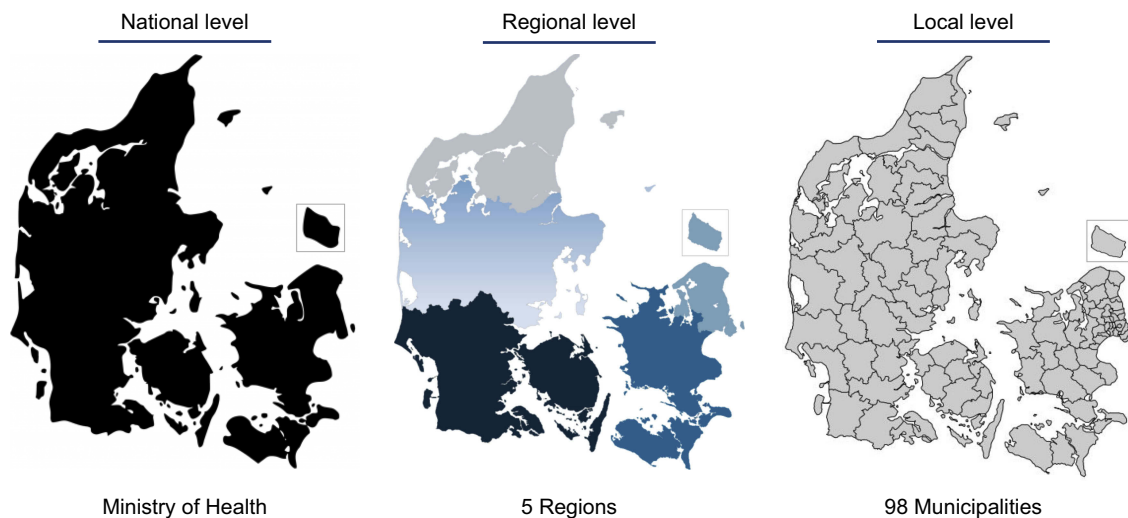 National level
Regional level
Local level
Ministry of Health
5 Regions
98 Municipalities